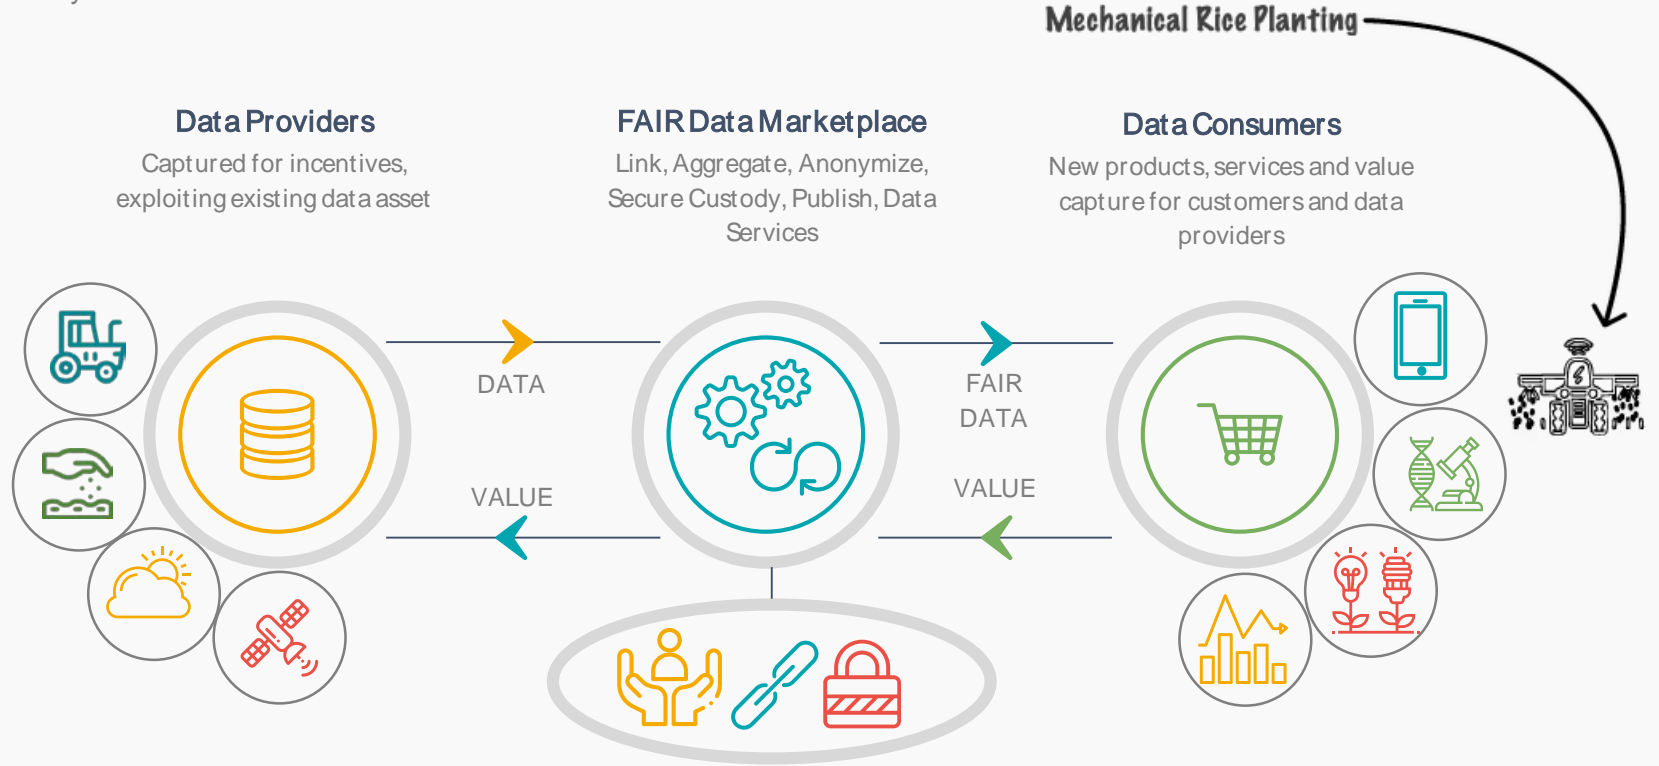 Mechanical Rice Planting
Data Providers
Captured for incentives,
exploiting existing data asset
FAIR Data Marketplace
Link, Aggregate, Anonymize,
Secure Custody, Publish, Data
Services
Data Consumers
New products, services and value
capture for customers and data
providers
DATA
FAIR
DATA
VALUE
VALUE